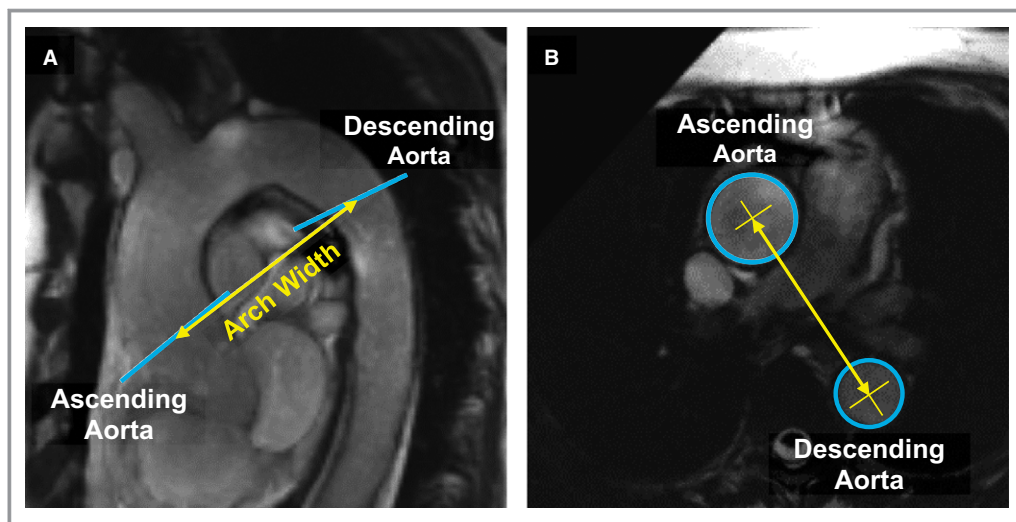 A
Descending
Aorta
Arch Width
Ascending
Aorta
B
Ascending
Aorta
Descending
Aorta